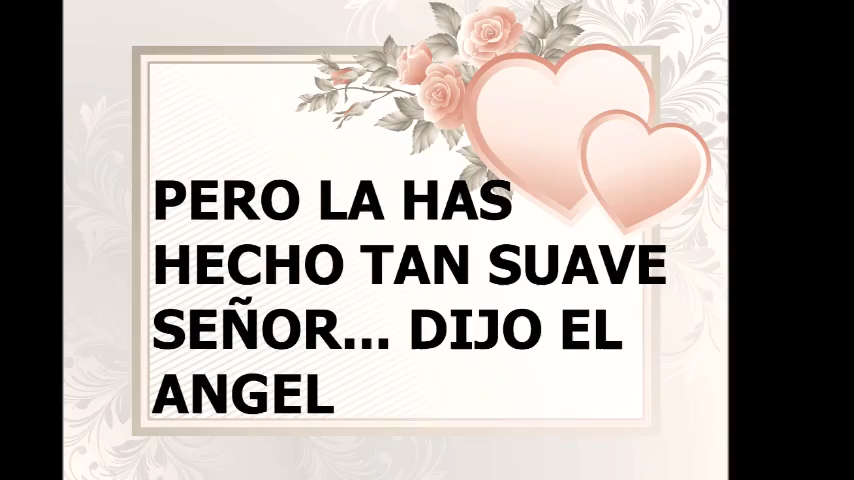 PERO LA HAS
HECHO TAN SUAVE
SEÑOR... DIJO EL
ANGEL